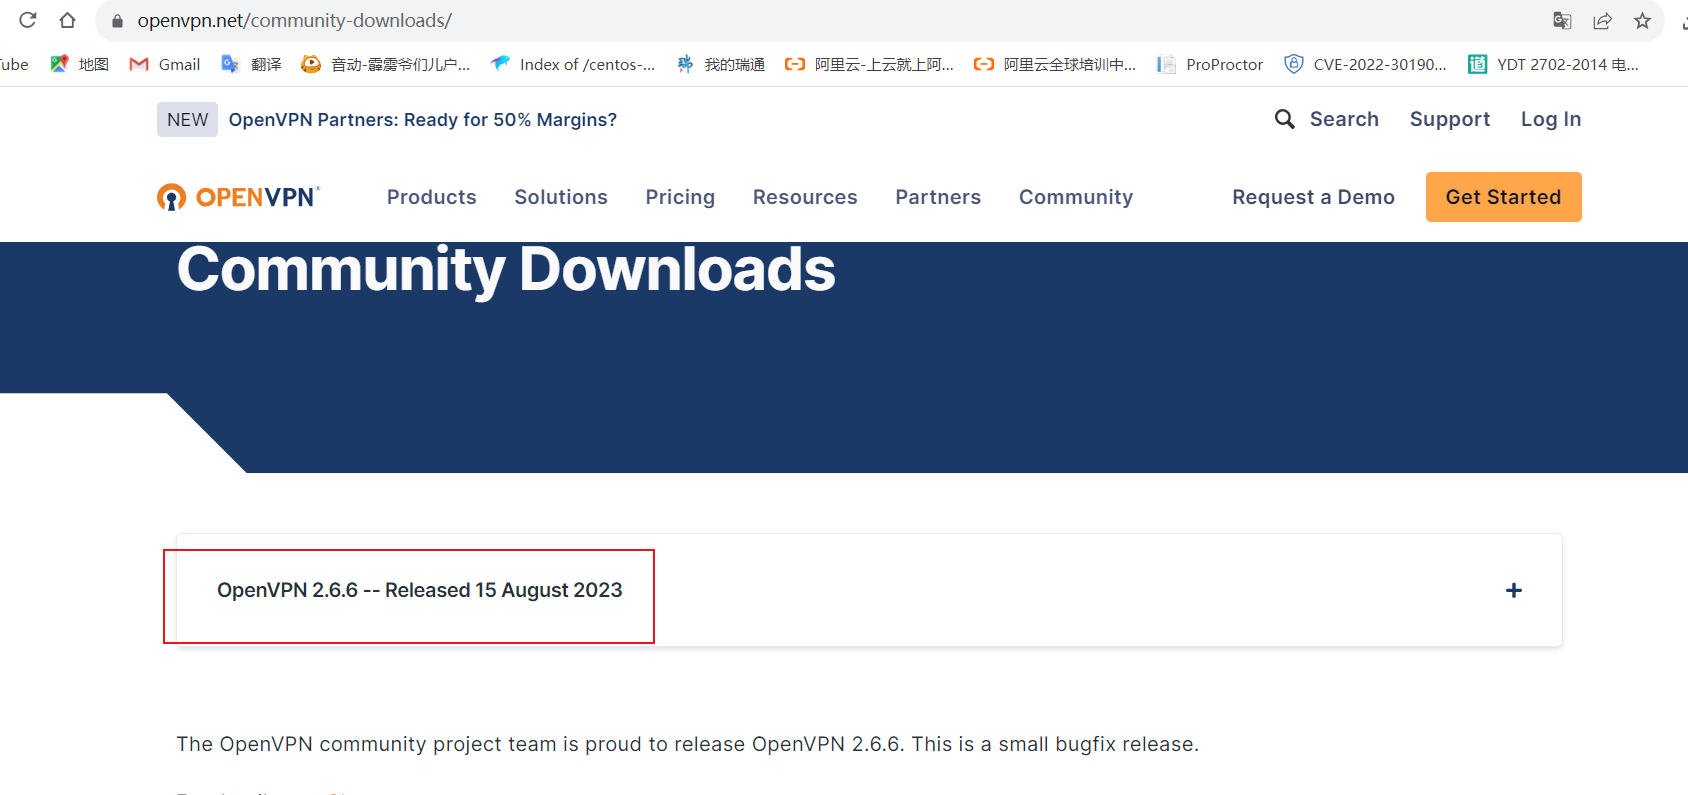 openvpn.net/community-downloads/
ube 地图 Gmail 翻译 音动-霹雳爷们儿户... Index of /centos-... 我的瑞通 阿里云-上云就上阿... 阿里云全球培训中... ProProctor CVE-2022-30190... YDT 2702-2014 电...
NEW OpenVPN Partners: Ready for 50% Margins? Search Support Log In
OPENVPN Products Solutions Pricing Resources Partners Community Request a Demo Get Started
Community Downloads
OpenVPN 2.6.6 -- Released 15 August 2023 +
The OpenVPN community project team is proud to release OpenVPN 2.6.6. This is a small bugfix release.